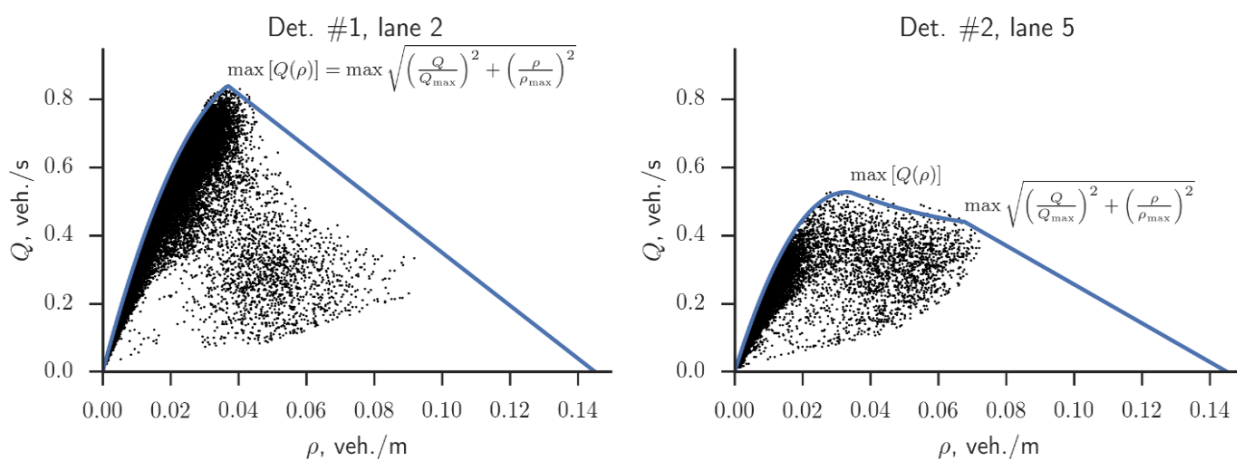 Det. #1, lane 2
max [Q(ρ)] = max √((Q/Q_max)² + (ρ/ρ_max)²)
0.8
0.6
0.4
0.2
0.0
Q, veh./s
0.00 0.02 0.04 0.06 0.08 0.10 0.12 0.14
ρ, veh./m
Det. #2, lane 5
max [Q(ρ)]
max √((Q/Q_max)² + (ρ/ρ_max)²)
0.8
0.6
0.4
0.2
0.0
Q, veh./s
0.00 0.02 0.04 0.06 0.08 0.10 0.12 0.14
ρ, veh./m